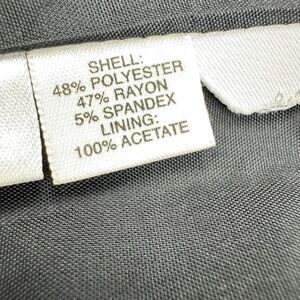 SHELL:
48% POLYESTER
47% RAYON
5% SPANDEX
LINING:
100% ACETATE